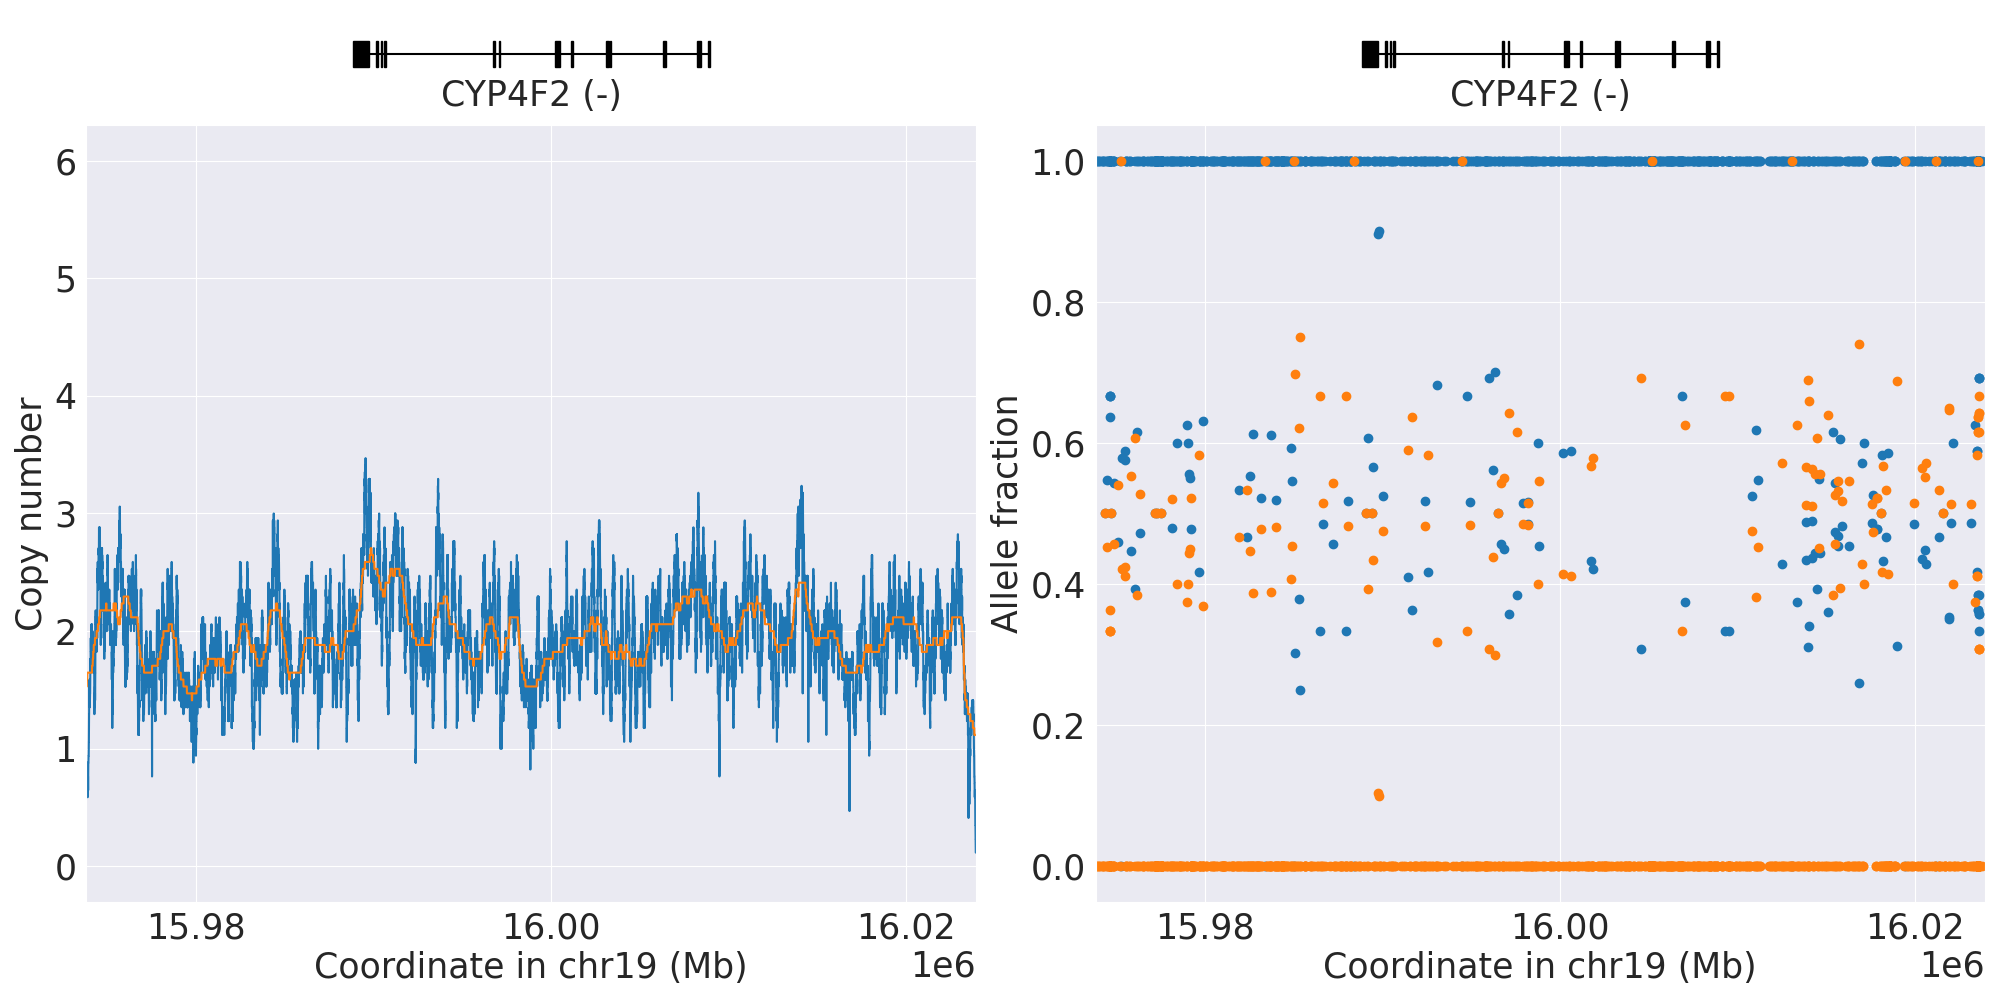 CYP4F2 (-)
6
5
4
3
2
1
0
Copy number
15.98
16.00
16.02
Coordinate in chr19 (Mb)
1e6
CYP4F2 (-)
1.0
0.8
0.6
0.4
0.2
0.0
Allele fraction
15.98
16.00
16.02
Coordinate in chr19 (Mb)
1e6